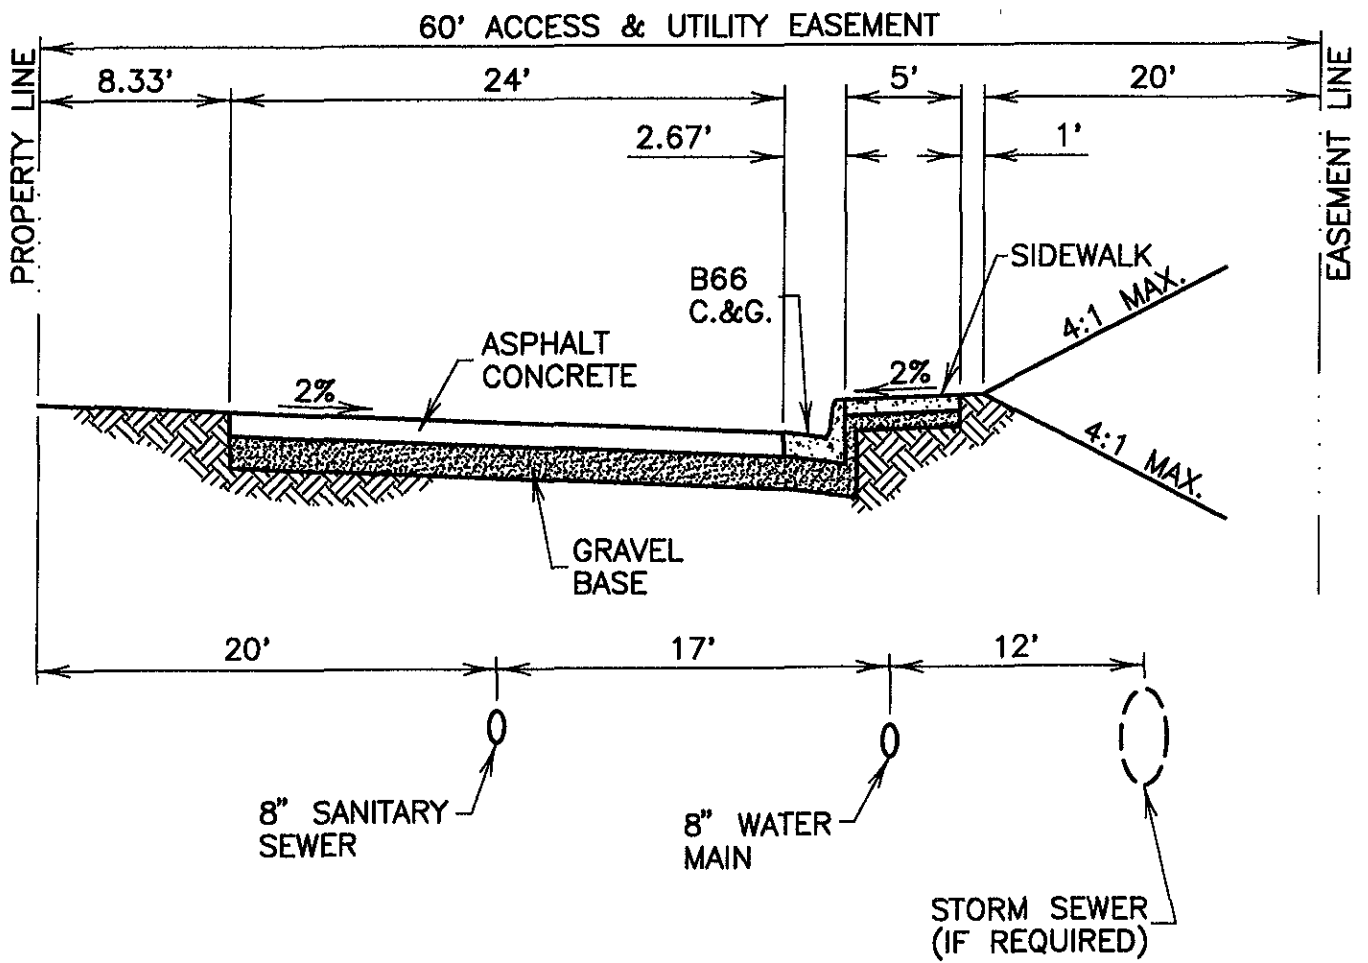 60' ACCESS & UTILITY EASEMENT
PROPERTY LINE
8.33'
24'
5'
20'
EASEMENT LINE
2.67'
1'
SIDEWALK
B66
C.&G.
4:1 MAX.
ASPHALT
CONCRETE
2%
2%
4:1 MAX.
GRAVEL
BASE
20'
17'
12'
8" SANITARY
SEWER
8" WATER
MAIN
STORM SEWER
(IF REQUIRED)